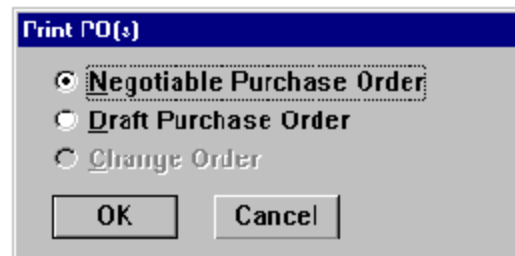 Print PO(s)
Negotiable Purchase Order
Draft Purchase Order
Change Order
OK Cancel